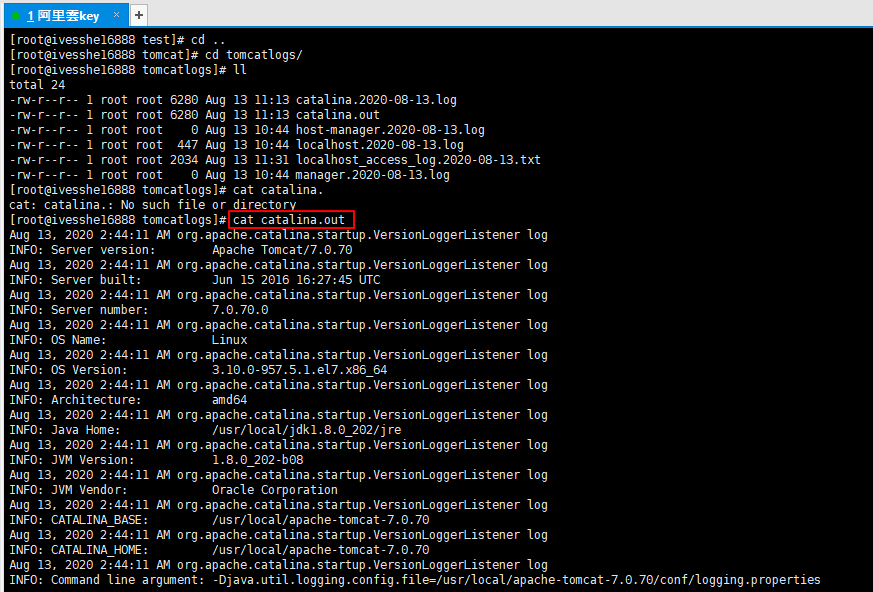 1 阿里云key × +
[root@ivesshe16888 test]# cd ..
[root@ivesshe16888 tomcat]# cd tomcatlogs/
[root@ivesshe16888 tomcatlogs]# ll
total 24
-rw-r--r-- 1 root root 6280 Aug 13 11:13 catalina.2020-08-13.log
-rw-r--r-- 1 root root 6280 Aug 13 11:13 catalina.out
-rw-r--r-- 1 root root    0 Aug 13 10:44 host-manager.2020-08-13.log
-rw-r--r-- 1 root root  447 Aug 13 10:44 localhost.2020-08-13.log
-rw-r--r-- 1 root root 2034 Aug 13 11:31 localhost_access_log.2020-08-13.txt
-rw-r--r-- 1 root root    0 Aug 13 10:44 manager.2020-08-13.log
[root@ivesshe16888 tomcatlogs]# cat catalina.
cat: catalina.: No such file or directory
[root@ivesshe16888 tomcatlogs]# cat catalina.out
Aug 13, 2020 2:44:11 AM org.apache.catalina.startup.VersionLoggerListener log
INFO: Server version:        Apache Tomcat/7.0.70
Aug 13, 2020 2:44:11 AM org.apache.catalina.startup.VersionLoggerListener log
INFO: Server built:          Jun 15 2016 16:27:45 UTC
Aug 13, 2020 2:44:11 AM org.apache.catalina.startup.VersionLoggerListener log
INFO: Server number:         7.0.70.0
Aug 13, 2020 2:44:11 AM org.apache.catalina.startup.VersionLoggerListener log
INFO: OS Name:               Linux
Aug 13, 2020 2:44:11 AM org.apache.catalina.startup.VersionLoggerListener log
INFO: OS Version:            3.10.0-957.5.1.el7.x86_64
Aug 13, 2020 2:44:11 AM org.apache.catalina.startup.VersionLoggerListener log
INFO: Architecture:          amd64
Aug 13, 2020 2:44:11 AM org.apache.catalina.startup.VersionLoggerListener log
INFO: Java Home:             /usr/local/jdk1.8.0_202/jre
Aug 13, 2020 2:44:11 AM org.apache.catalina.startup.VersionLoggerListener log
INFO: JVM Version:           1.8.0_202-b08
Aug 13, 2020 2:44:11 AM org.apache.catalina.startup.VersionLoggerListener log
INFO: JVM Vendor:            Oracle Corporation
Aug 13, 2020 2:44:11 AM org.apache.catalina.startup.VersionLoggerListener log
INFO: CATALINA_BASE:         /usr/local/apache-tomcat-7.0.70
Aug 13, 2020 2:44:11 AM org.apache.catalina.startup.VersionLoggerListener log
INFO: CATALINA_HOME:         /usr/local/apache-tomcat-7.0.70
Aug 13, 2020 2:44:11 AM org.apache.catalina.startup.VersionLoggerListener log
INFO: Command line argument: -Djava.util.logging.config.file=/usr/local/apache-tomcat-7.0.70/conf/logging.properties